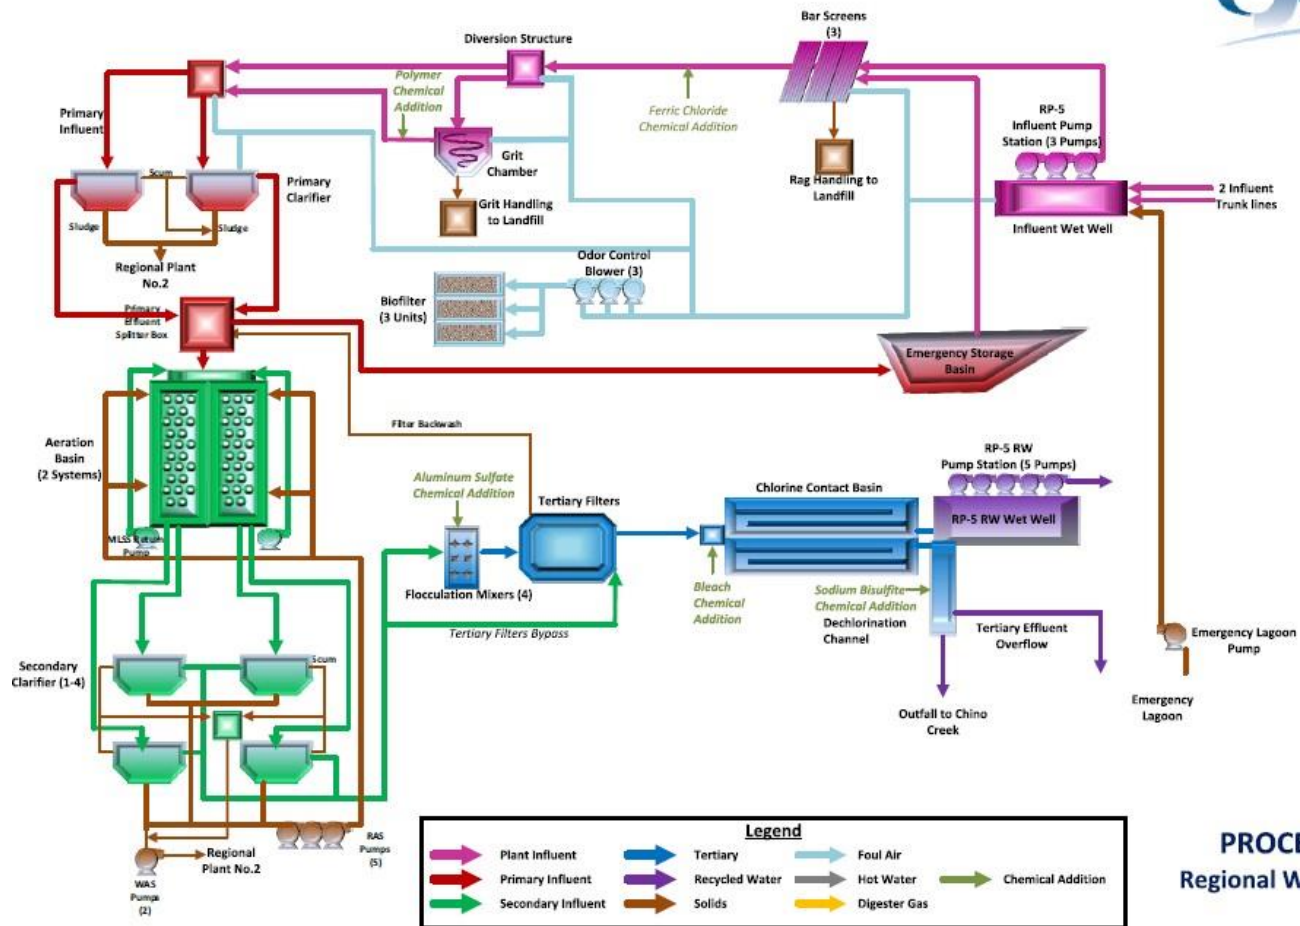 Bar Screens
(3)
Diversion Structure
Polymer
Chemical
Addition
Ferric Chloride
Chemical Addition
RP-5
Influent Pump
Station (3 Pumps)
Primary
Influent
Scum
Primary
Clarifier
Grit
Chamber
Rag Handling to
Landfill
2 Influent
Trunk lines
Grit Handling
to Landfill
Influent Wet Well
Sludge
Sludge
Regional Plant
No.2
Odor Control
Blower (3)
Biofilter
(3 Units)
Primary
Effluent
Splitter Box
Emergency Storage
Basin
Filter Backwash
Aeration
Basin
(2 Systems)
RP-5 RW
Pump Station (5 Pumps)
Aluminum Sulfate
Chemical Addition
Tertiary Filters
Chlorine Contact Basin
RP-5 RW Wet Well
MLSS Return
Pump
Flocculation Mixers (4)
Bleach
Chemical
Addition
Sodium Bisulfite
Chemical Addition
Dechlorination
Channel
Tertiary Filters Bypass
Tertiary Effluent
Overflow
Emergency Lagoon
Pump
Secondary
Clarifier (1-4)
Scum
Emergency
Lagoon
Outfall to Chino
Creek
RAS
Pumps
(5)
Regional
Plant No.2
WAS
Pumps
(2)
Legend
Plant Influent
Tertiary
Foul Air
Primary Influent
Recycled Water
Hot Water
Chemical Addition
Secondary Influent
Solids
Digester Gas
PROCE
Regional W